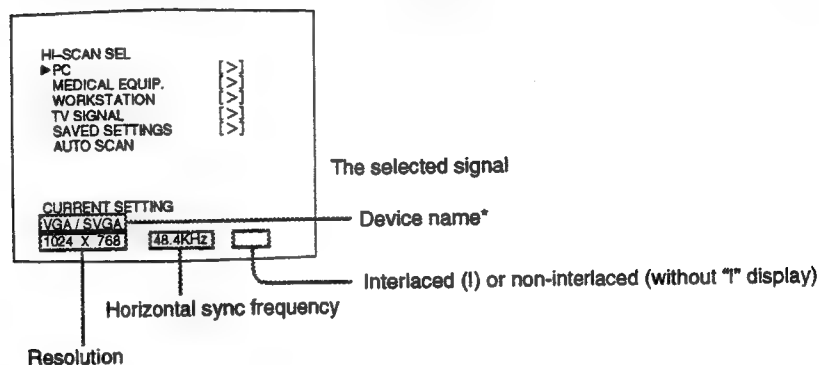 HI-SCAN SEL
▶PC [>]
MEDICAL EQUIP. [>]
WORKSTATION [>]
TV SIGNAL [>]
SAVED SETTINGS [>]
AUTO SCAN
The selected signal
CURRENT SETTING
VGA / SVGA
Device name*
1024 X 768 48.4KHz
Interlaced (I) or non-interlaced (without "I" display)
Horizontal sync frequency
Resolution